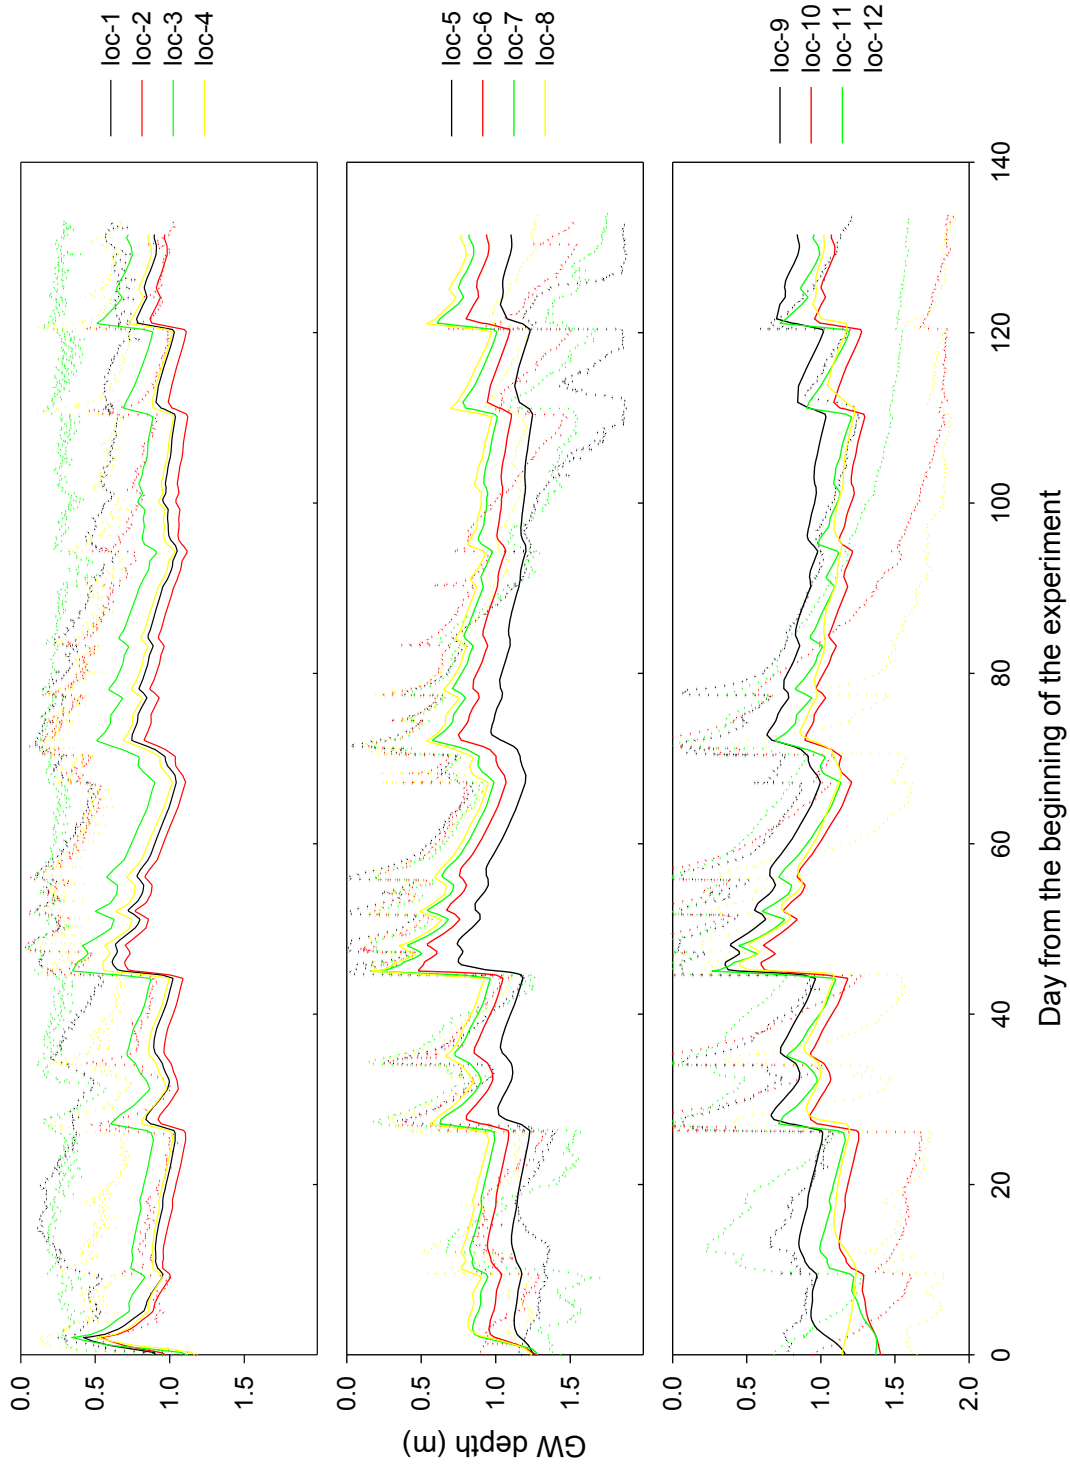 loc-1
loc-2
loc-3
loc-4
0.0
0.5
1.0
1.5
loc-5
loc-6
loc-7
loc-8
0.0
0.5
1.0
1.5
GW depth (m)
loc-9
loc-10
loc-11
loc-12
0.0
0.5
1.0
1.5
2.0
0
20
40
60
80
100
120
140
Day from the beginning of the experiment